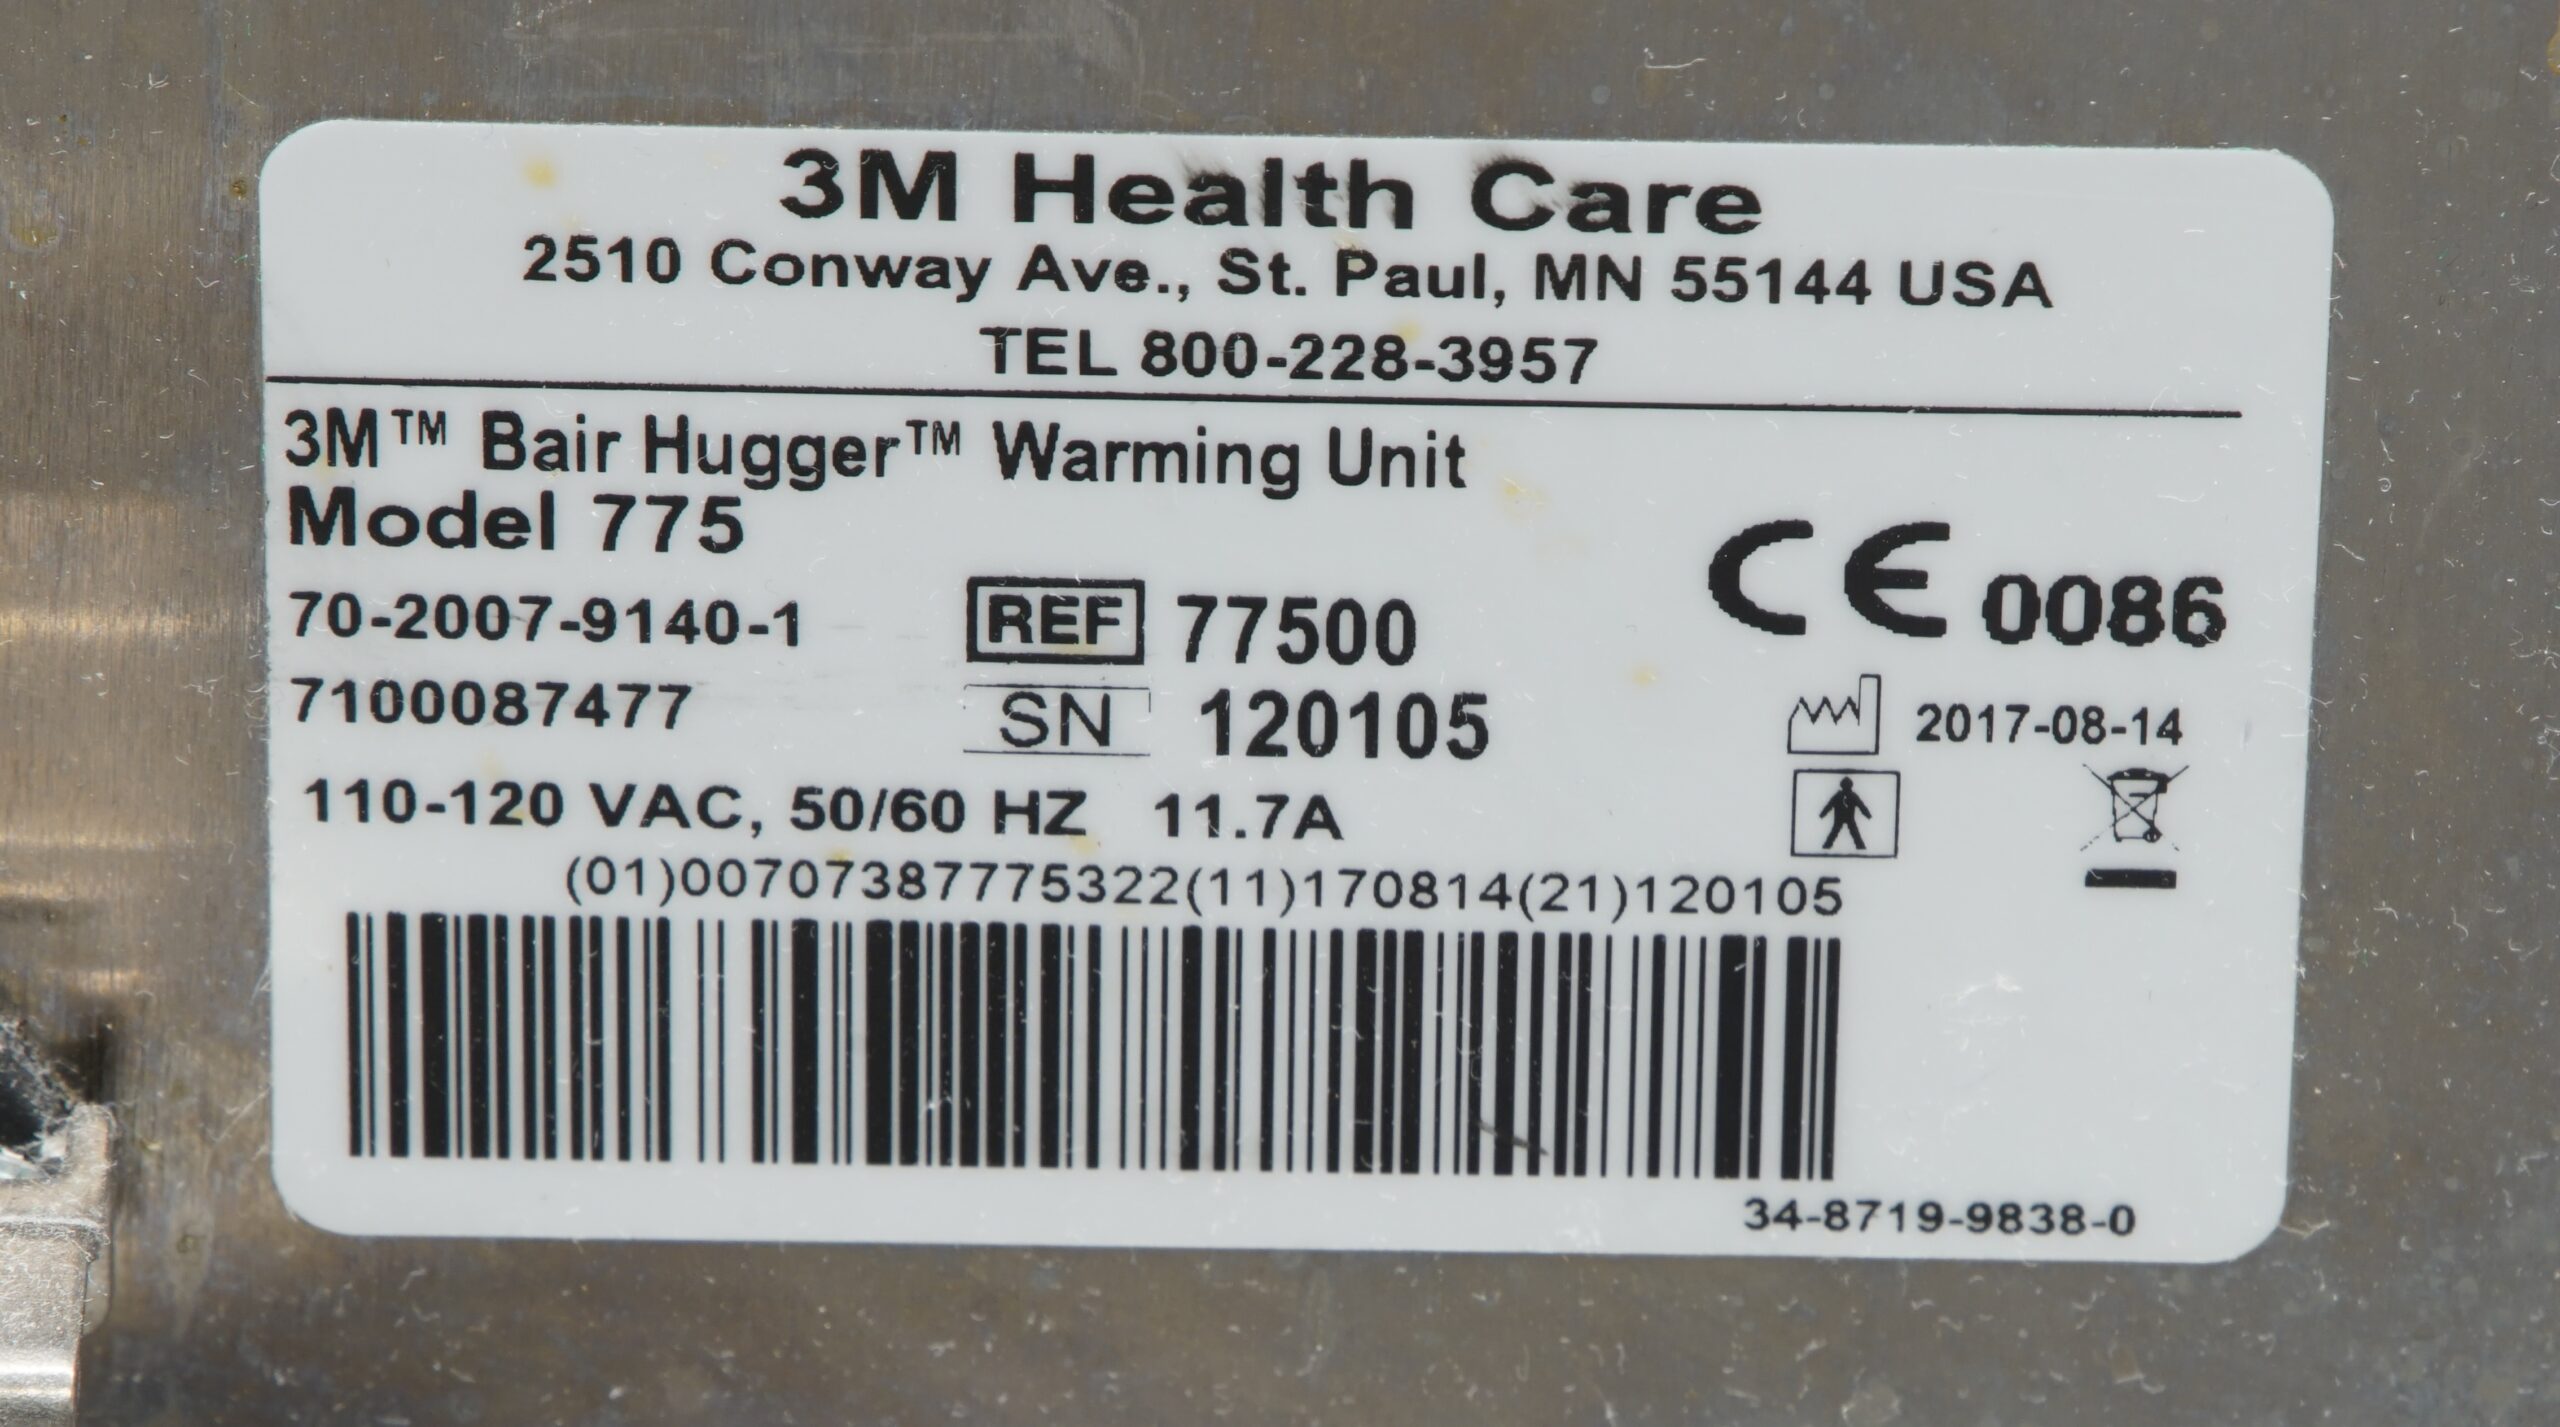 3M Health Care
2510 Conway Ave., St. Paul, MN 55144 USA
TEL 800-228-3957
3M™ Bair Hugger™ Warming Unit
Model 775
70-2007-9140-1 REF 77500 CE 0086
7100087477 SN 120105 2017-08-14
110-120 VAC, 50/60 HZ 11.7A
(01)00707387775322(11)170814(21)120105
34-8719-9838-0